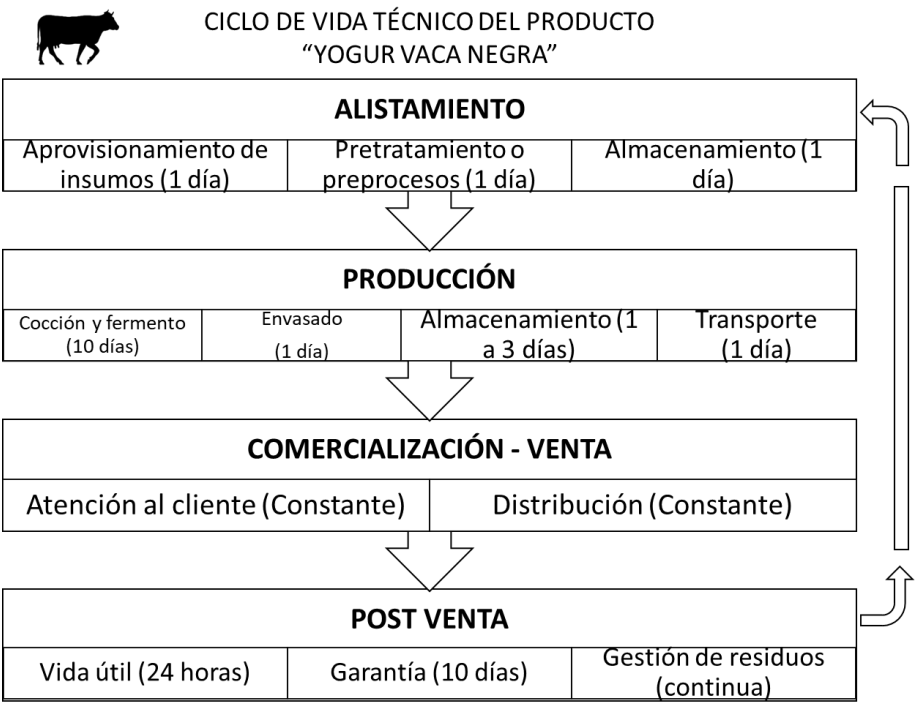 CICLO DE VIDA TÉCNICO DEL PRODUCTO
“YOGUR VACA NEGRA”
ALISTAMIENTO
Aprovisionamiento de
insumos (1 día)
Pretratamiento o
preprocesos (1 día)
Almacenamiento (1
día)
PRODUCCIÓN
Cocción y fermento
(10 días)
Envasado
(1 día)
Almacenamiento (1
a 3 días)
Transporte
(1 día)
COMERCIALIZACIÓN - VENTA
Atención al cliente (Constante)
Distribución (Constante)
POST VENTA
Vida útil (24 horas)
Garantía (10 días)
Gestión de residuos
(continua)